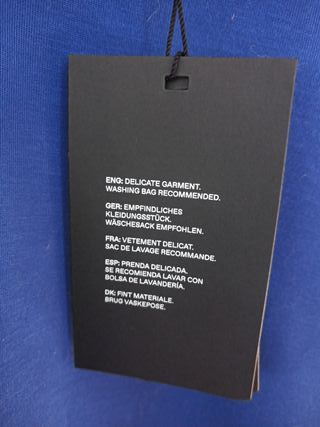 ENG: DELICATE GARMENT.
WASHING BAG RECOMMENDED.
GER: EMPFINDLICHES
KLEIDUNGSSTÜCK.
WÄSCHESACK EMPFOHLEN.
FRA: VETEMENT DELICAT.
SAC DE LAVAGE RECOMMANDE.
ESP: PRENDA DELICADA.
SE RECOMIENDA LAVAR CON
BOLSA DE LAVANDERÍA.
DK: FINT MATERIALE.
BRUG VASKEPOSE.